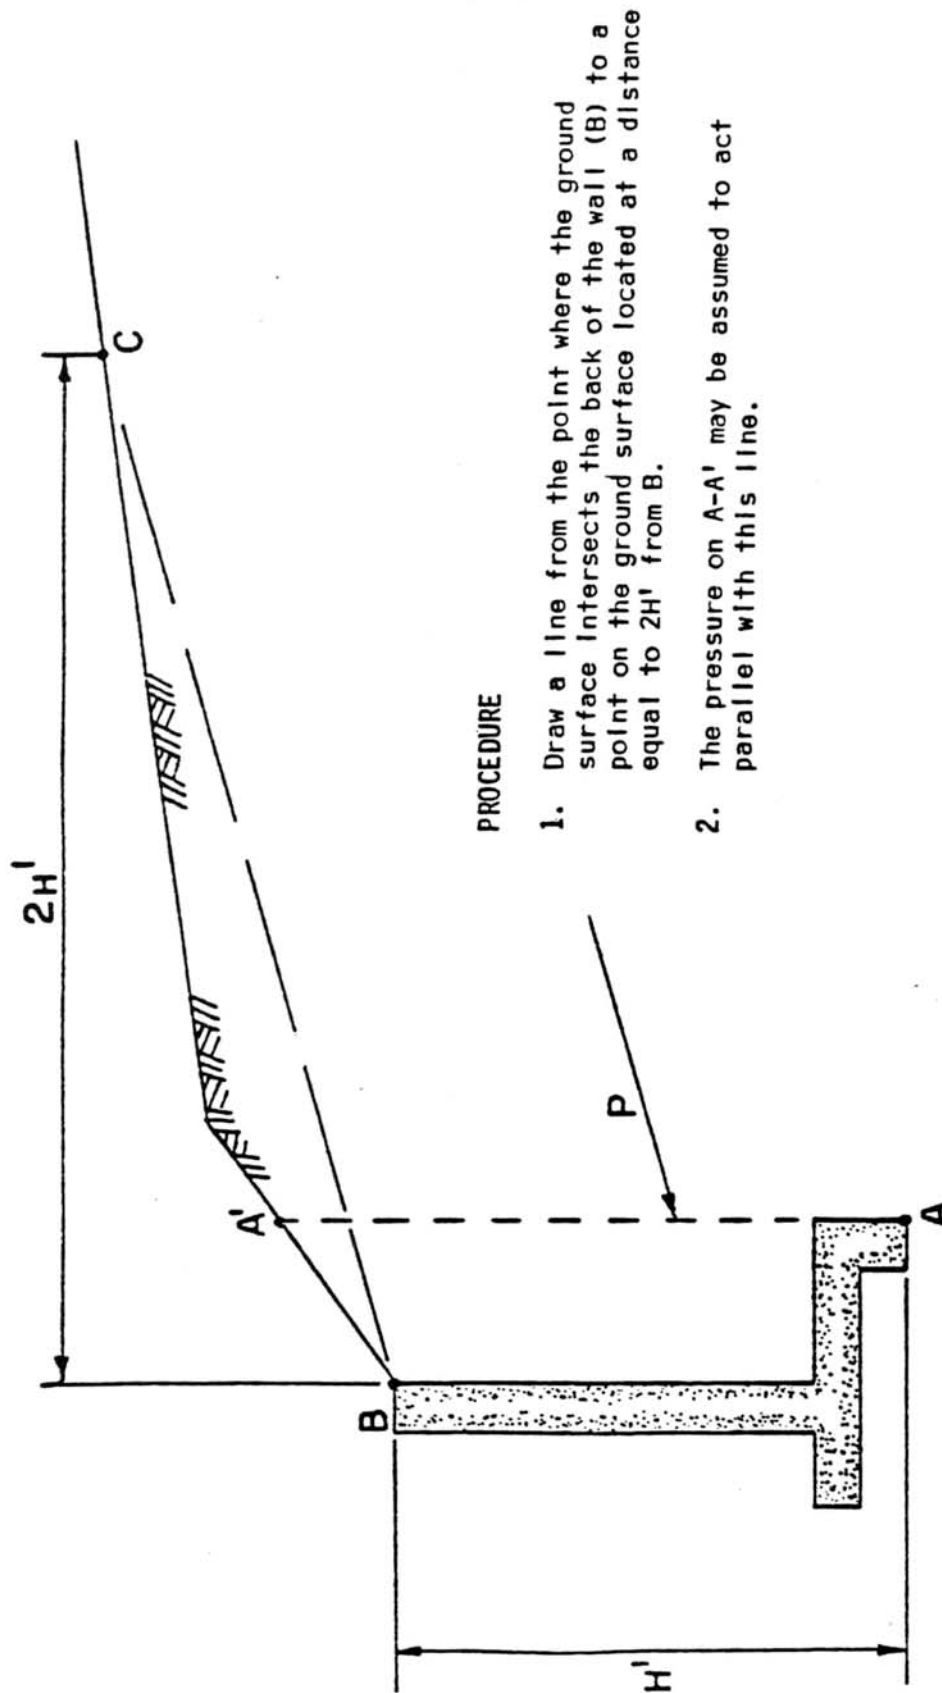 2H'
C
A'
B
P
A
H'
PROCEDURE
1. Draw a line from the point where the ground
surface intersects the back of the wall (B) to a
point on the ground surface located at a distance
equal to 2H' from B.
2. The pressure on A-A' may be assumed to act
parallel with this line.